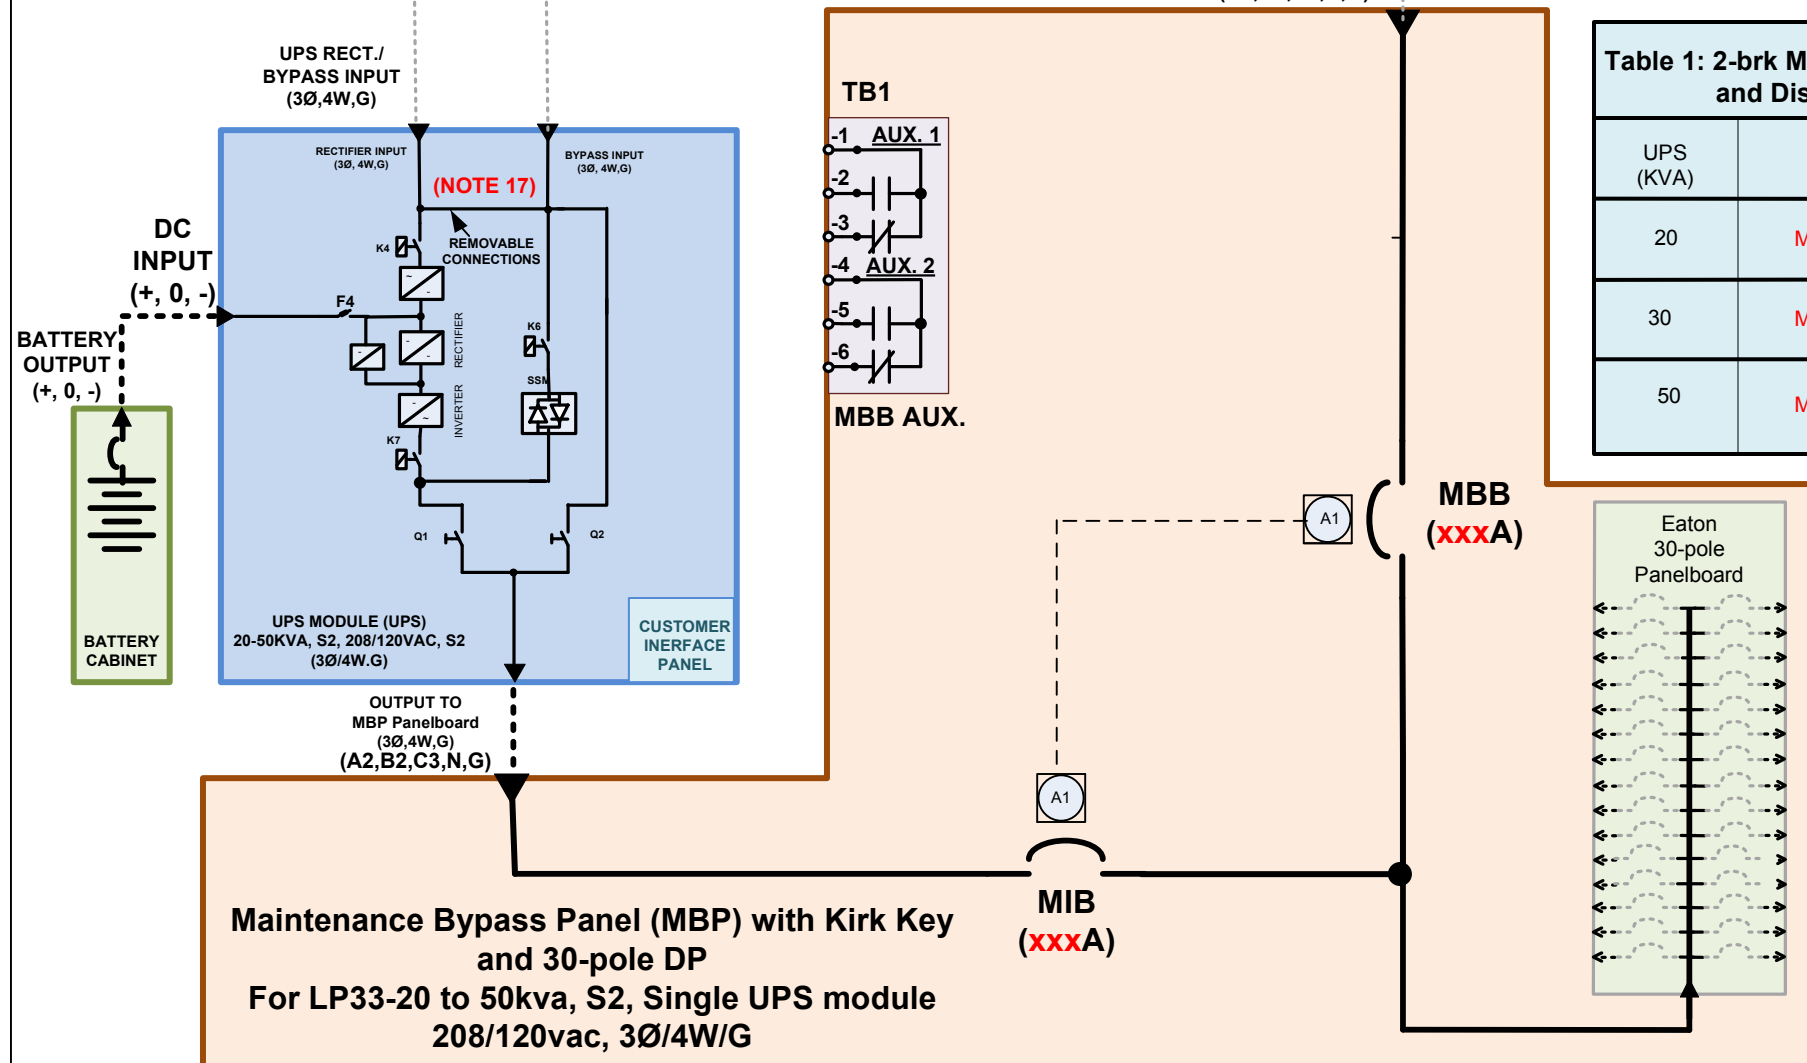 UPS RECT./
BYPASS INPUT
(3Ø,4W,G)
RECTIFIER INPUT
(3Ø, 4W,G)
BYPASS INPUT
(3Ø, 4W,G)
(NOTE 17)
REMOVABLE
CONNECTIONS
K4
DC
INPUT
(+, 0, -)
F4
RECTIFIER
K6
SSM
INVERTER
K7
Q1
Q2
BATTERY
OUTPUT
(+, 0, -)
BATTERY
CABINET
UPS MODULE (UPS)
20-50KVA, S2, 208/120VAC, S2
(3Ø/4W.G)
CUSTOMER
INERFACE
PANEL
OUTPUT TO
MBP Panelboard
(3Ø,4W,G)
(A2,B2,C3,N,G)
TB1
-1 AUX. 1
-2
-3
-4 AUX. 2
-5
-6
MBB AUX.
A1
MBB
(xxxA)
A1
MIB
(xxxA)
Maintenance Bypass Panel (MBP) with Kirk Key
and 30-pole DP
For LP33-20 to 50kva, S2, Single UPS module
208/120vac, 3Ø/4W/G
Table 1: 2-brk M
and Dis
UPS
(KVA)
20 M
30 M
50 M
Eaton
30-pole
Panelboard